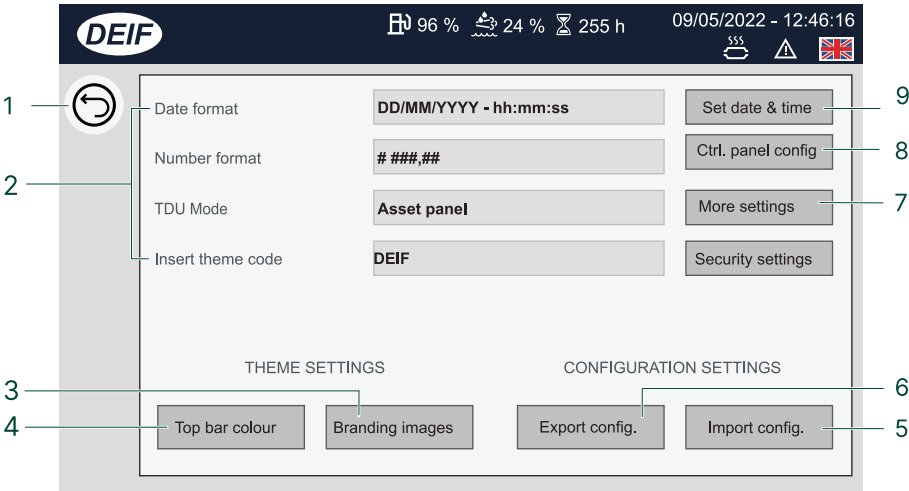 DEIF
96 % 24 % 255 h
09/05/2022 - 12:46:16
1
2
3
4
5
6
7
8
9
Date format DD/MM/YYYY - hh:mm:ss Set date & time
Number format # ###,## Ctrl. panel config
TDU Mode Asset panel More settings
Insert theme code DEIF Security settings
THEME SETTINGS CONFIGURATION SETTINGS
Top bar colour Branding images Export config. Import config.